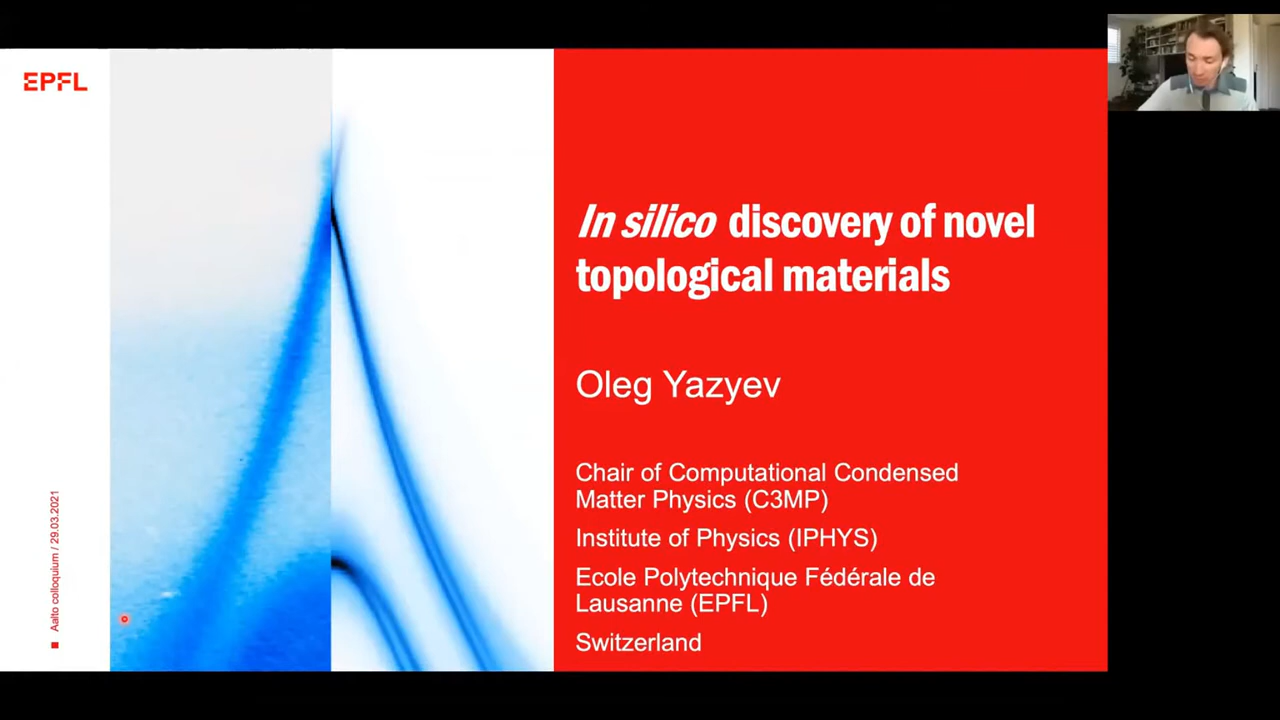 EPFL
In silico discovery of novel
topological materials
Oleg Yazyev
Chair of Computational Condensed
Matter Physics (C3MP)
Institute of Physics (IPHYS)
Ecole Polytechnique Fédérale de
Lausanne (EPFL)
Switzerland
Aalto colloquium / 29.03.2021